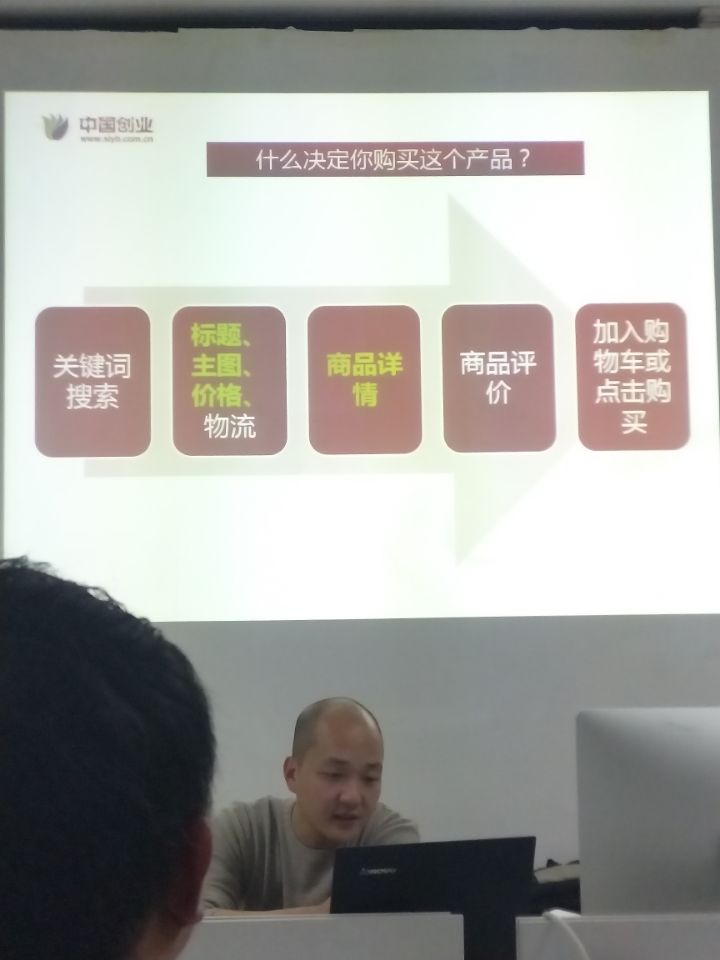 中国创业
www.siyb.com.cn
什么决定你购买这个产品？
关键词
搜索
标题、
主图、
价格、
物流
商品详
情
商品评
价
加入购
物车或
点击购
买
lenovo